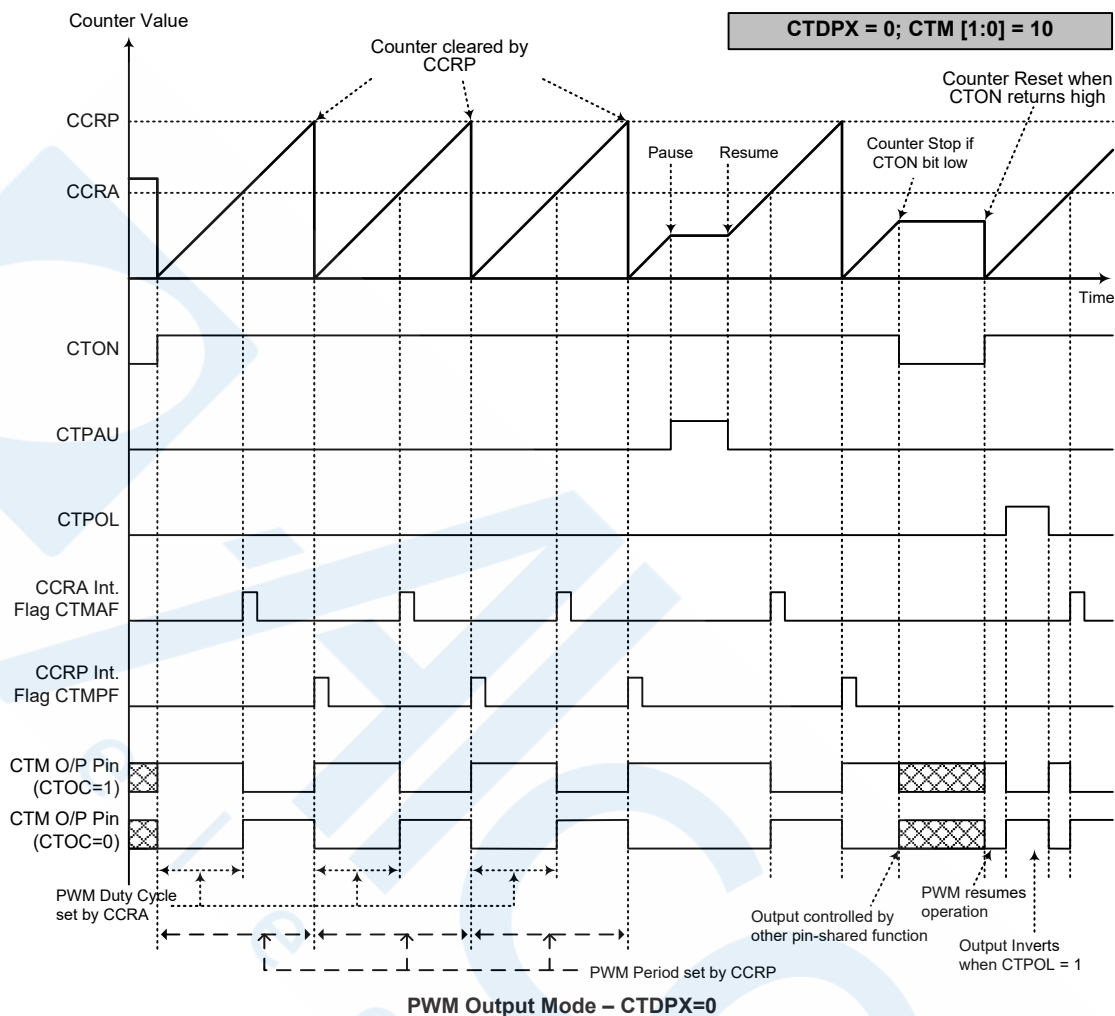 Counter Value
CTDPX = 0; CTM [1:0] = 10
Counter cleared by
CCRP
Counter Reset when
CTON returns high
CCRP
Pause
Resume
Counter Stop if
CTON bit low
CCRA
Time
CTON
CTPAU
CTPOL
CCRA Int.
Flag CTMAF
CCRP Int.
Flag CTMPF
CTM O/P Pin
(CTOC=1)
CTM O/P Pin
(CTOC=0)
PWM Duty Cycle
set by CCRA
Output controlled by
other pin-shared function
PWM resumes
operation
Output Inverts
when CTPOL = 1
PWM Period set by CCRP
PWM Output Mode – CTDPX=0